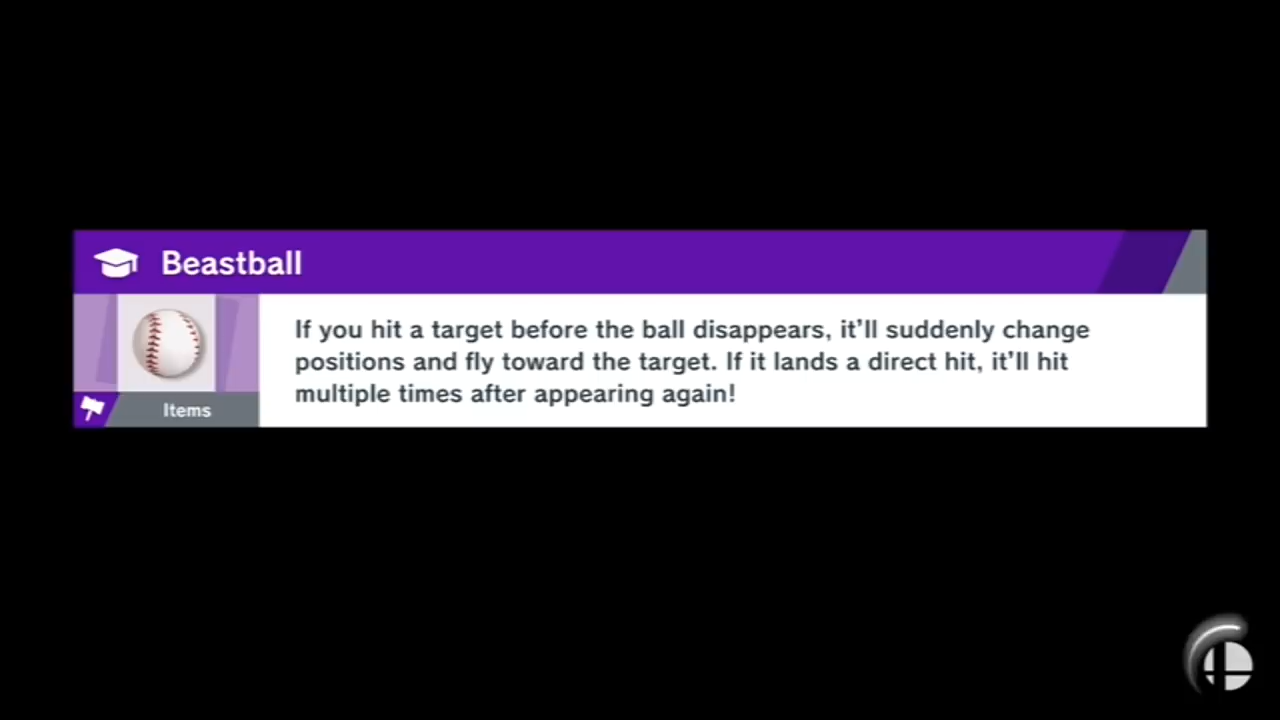 Beastball
If you hit a target before the ball disappears, it'll suddenly change
positions and fly toward the target. If it lands a direct hit, it'll hit
multiple times after appearing again!
Items